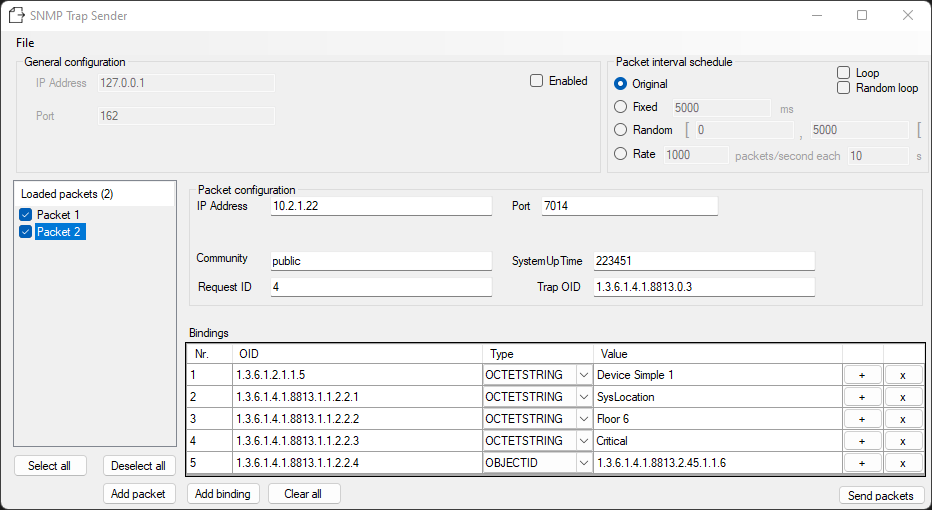 SNMP Trap Sender
File
General configuration
IP Address 127.0.0.1
Port 162
Enabled
Packet interval schedule
Original
Loop
Random loop
Fixed 5000 ms
Random [ 0 , 5000 [
Rate 1000 packets/second each 10 s
Loaded packets (2)
Packet 1
Packet 2
Packet configuration
IP Address 10.2.1.22 Port 7014
Community public SystemUpTime 223451
Request ID 4 Trap OID 1.3.6.1.4.1.8813.0.3
Bindings
Nr. OID Type Value
1 1.3.6.1.2.1.1.5 OCTETSTRING Device Simple 1 + x
2 1.3.6.1.4.1.8813.1.1.2.2.1 OCTETSTRING SysLocation + x
3 1.3.6.1.4.1.8813.1.1.2.2.2 OCTETSTRING Floor 6 + x
4 1.3.6.1.4.1.8813.1.1.2.2.3 OCTETSTRING Critical + x
5 1.3.6.1.4.1.8813.1.1.2.2.4 OBJECTID 1.3.6.1.4.1.8813.2.45.1.1.6 + x
Select all Deselect all
Add packet Add binding Clear all Send packets